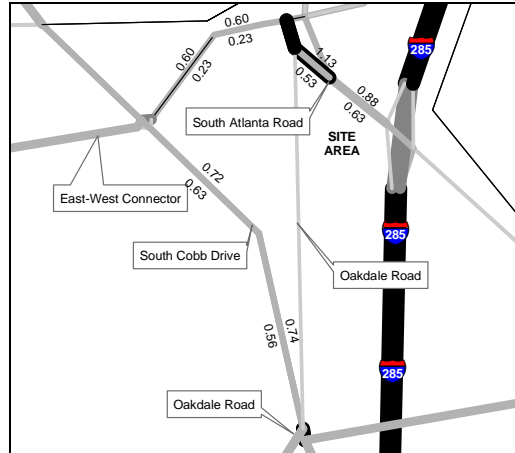 0.60
0.23
285
0.60
0.23
1.13
0.53
0.88
0.63
South Atlanta Road
SITE
AREA
0.72
0.63
East-West Connector
285
South Cobb Drive
Oakdale Road
0.74
0.56
285
Oakdale Road